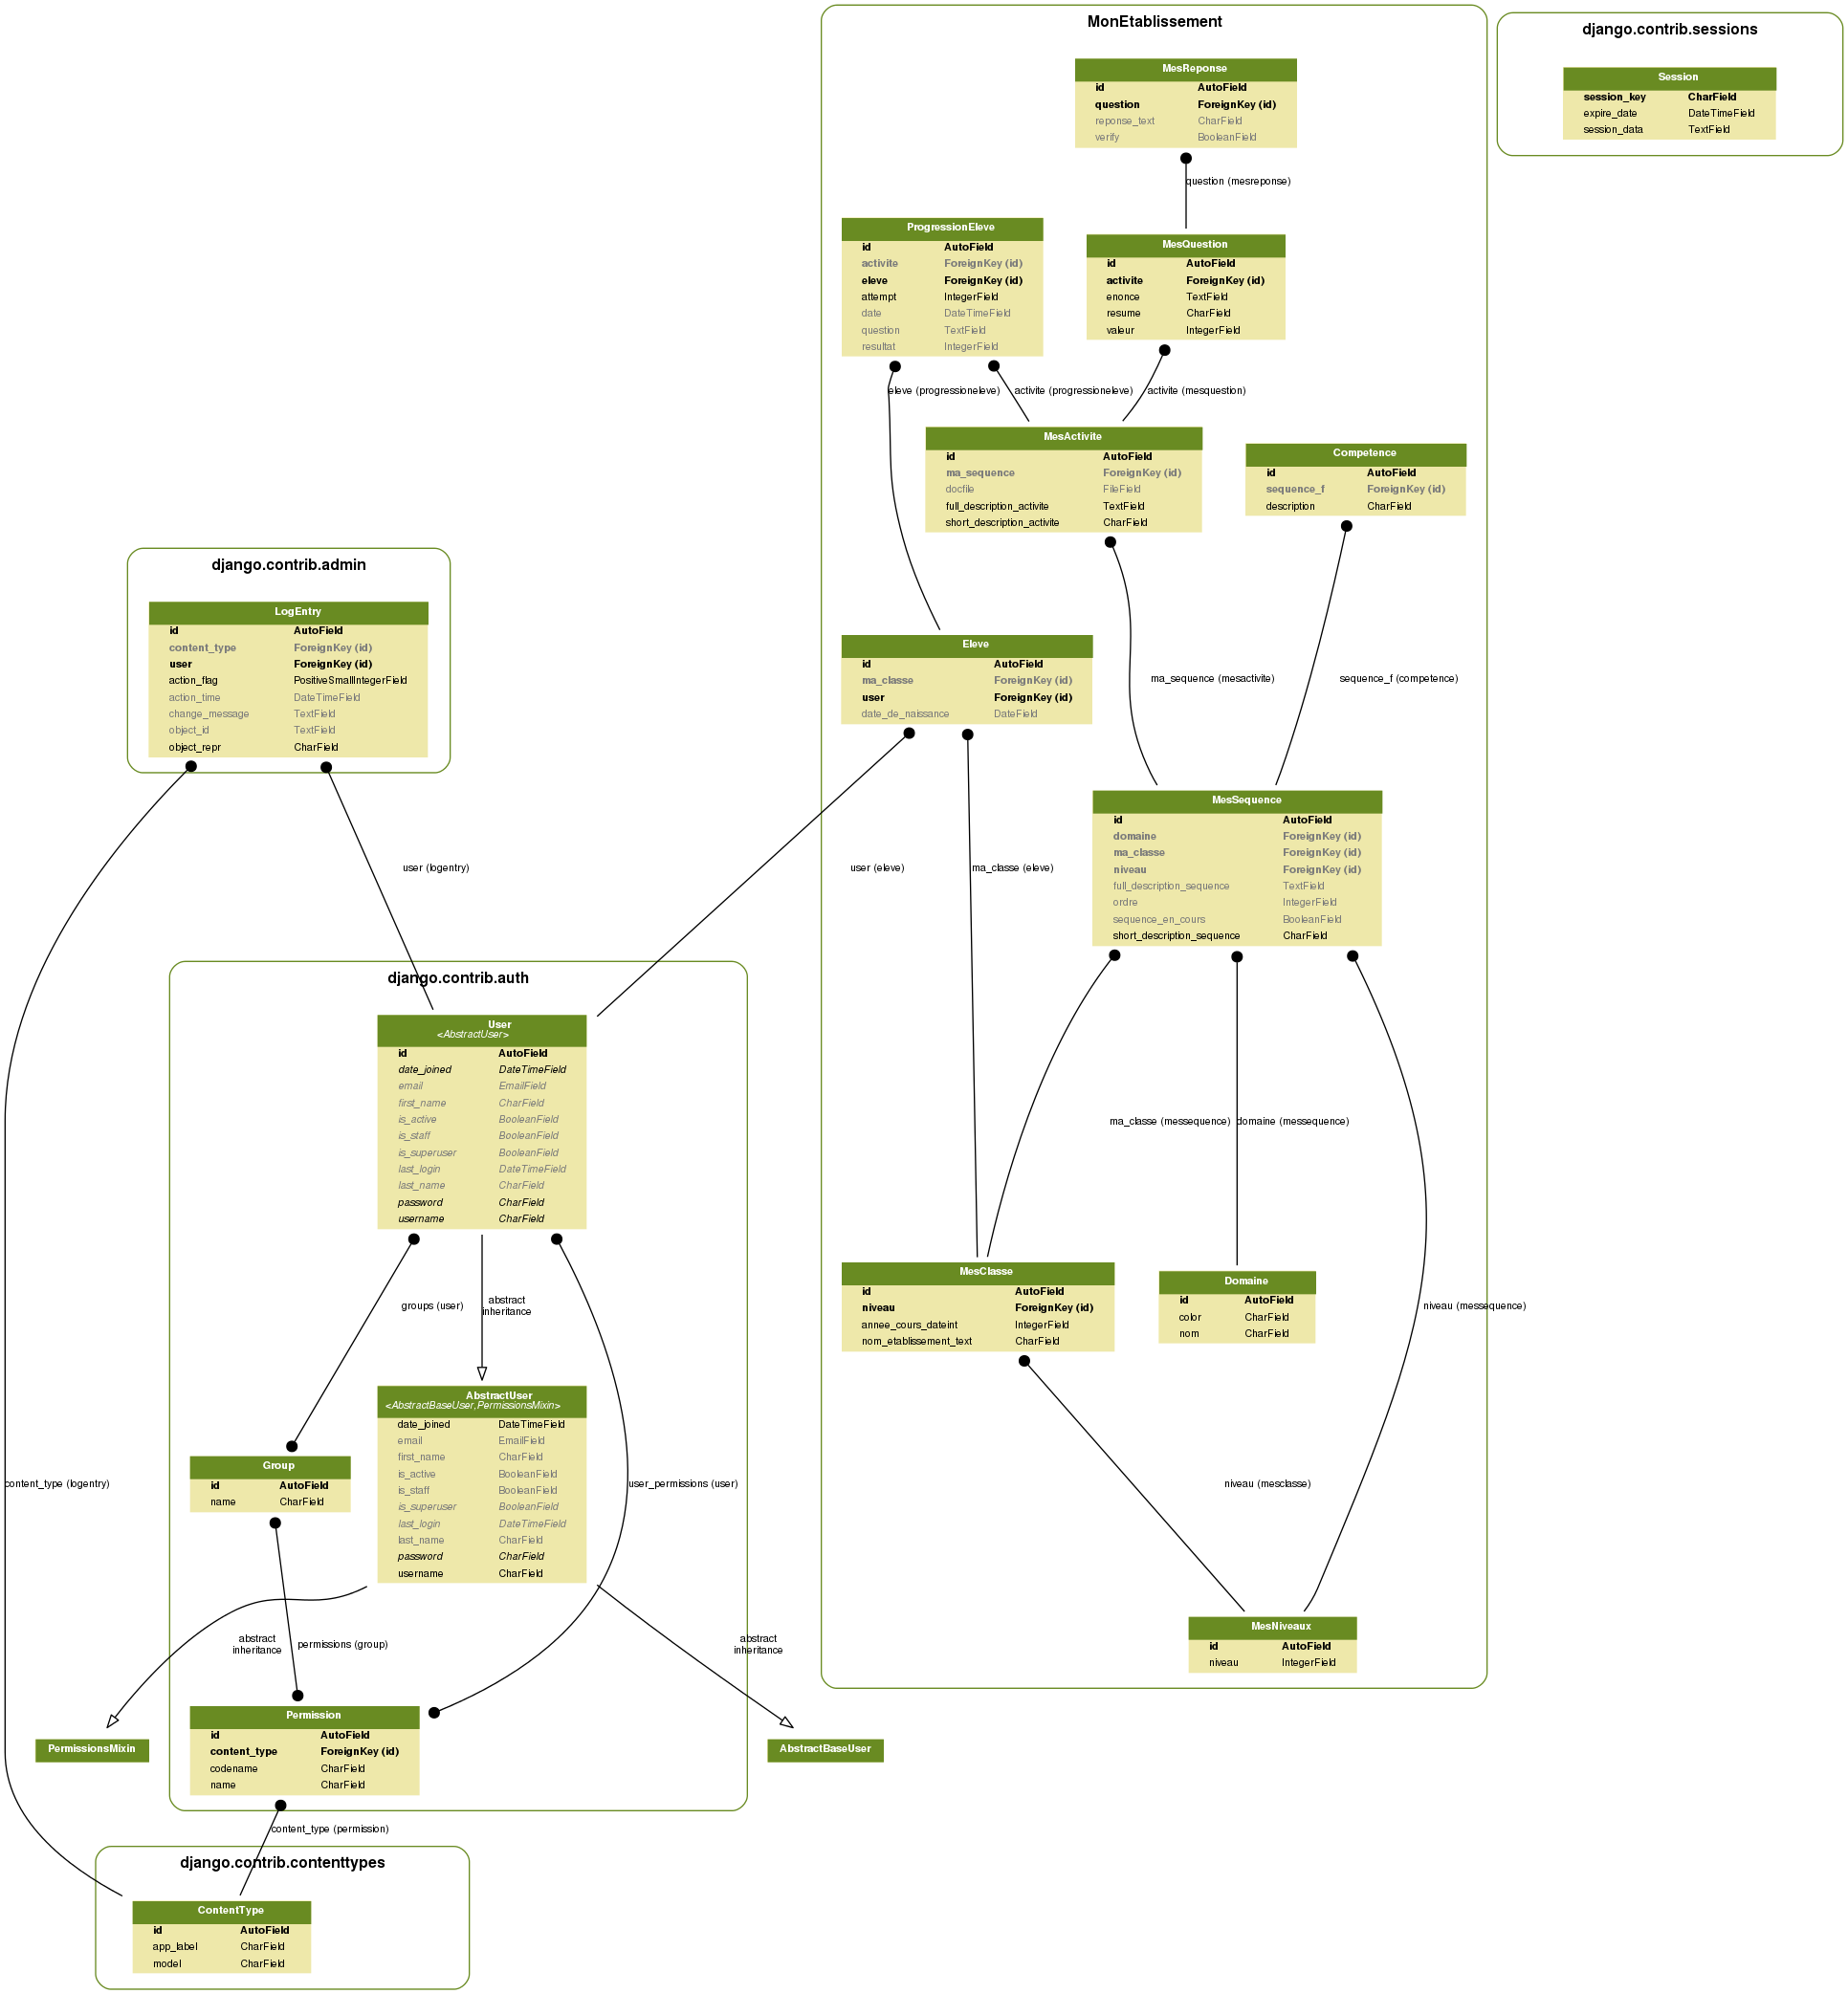 MonEtablissement
MesReponse
id AutoField
question ForeignKey (id)
reponse_text CharField
verify BooleanField
question (mesreponse)
ProgressionEleve
id AutoField
activite ForeignKey (id)
eleve ForeignKey (id)
attempt IntegerField
date DateTimeField
question TextField
resultat IntegerField
MesQuestion
id AutoField
activite ForeignKey (id)
enonce TextField
resume CharField
valeur IntegerField
eleve (progressioneleve)
activite (progressioneleve)
activite (mesquestion)
MesActivite
id AutoField
ma_sequence ForeignKey (id)
docfile FileField
full_description_activite TextField
short_description_activite CharField
Competence
id AutoField
sequence_f ForeignKey (id)
description CharField
Eleve
id AutoField
ma_classe ForeignKey (id)
user ForeignKey (id)
date_de_naissance DateField
ma_sequence (mesactivite)
sequence_f (competence)
MesSequence
id AutoField
domaine ForeignKey (id)
ma_classe ForeignKey (id)
niveau ForeignKey (id)
full_description_sequence TextField
ordre IntegerField
sequence_en_cours BooleanField
short_description_sequence CharField
user (eleve)
ma_classe (eleve)
ma_classe (messequence)
domaine (messequence)
niveau (messequence)
MesClasse
id AutoField
niveau ForeignKey (id)
annee_cours_dateint IntegerField
nom_etablissement_text CharField
Domaine
id AutoField
color CharField
nom CharField
niveau (mesclasse)
MesNiveaux
id AutoField
niveau IntegerField
django.contrib.sessions
Session
session_key CharField
expire_date DateTimeField
session_data TextField
django.contrib.admin
LogEntry
id AutoField
content_type ForeignKey (id)
user ForeignKey (id)
action_flag PositiveSmallIntegerField
action_time DateTimeField
change_message TextField
object_id TextField
object_repr CharField
user (logentry)
content_type (logentry)
django.contrib.auth
User
<AbstractUser>
id AutoField
date_joined DateTimeField
email EmailField
first_name CharField
is_active BooleanField
is_staff BooleanField
is_superuser BooleanField
last_login DateTimeField
last_name CharField
password CharField
username CharField
groups (user)
abstract
inheritance
user_permissions (user)
AbstractUser
<AbstractBaseUser,PermissionsMixin>
date_joined DateTimeField
email EmailField
first_name CharField
is_active BooleanField
is_staff BooleanField
is_superuser BooleanField
last_login DateTimeField
last_name CharField
password CharField
username CharField
Group
id AutoField
name CharField
abstract
inheritance
permissions (group)
abstract
inheritance
Permission
id AutoField
content_type ForeignKey (id)
codename CharField
name CharField
PermissionsMixin
AbstractBaseUser
content_type (permission)
django.contrib.contenttypes
ContentType
id AutoField
app_label CharField
model CharField